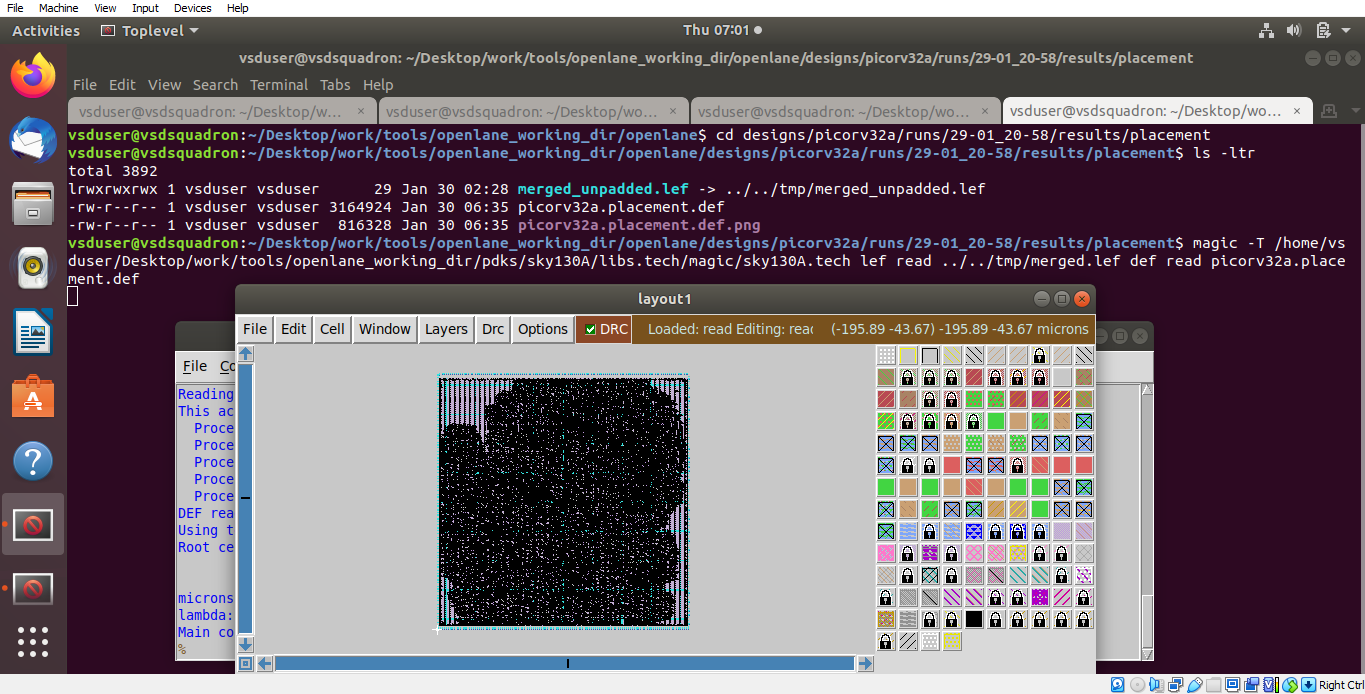 File Machine View Input Devices Help
Activities Toplevel Thu 07:01
vsduser@vsdsquadron: ~/Desktop/work/tools/openlane_working_dir/openlane/designs/picorv32a/runs/29-01_20-58/results/placement
File Edit View Search Terminal Tabs Help
vsduser@vsdsquadron: ~/Desktop/w... × vsduser@vsdsquadron: ~/Desktop/wo... × vsduser@vsdsquadron: ~/Desktop/wo... × vsduser@vsdsquadron: ~/Desktop/wo... ×
vsduser@vsdsquadron:~/Desktop/work/tools/openlane_working_dir/openlane$ cd designs/picorv32a/runs/29-01_20-58/results/placement
vsduser@vsdsquadron:~/Desktop/work/tools/openlane_working_dir/openlane/designs/picorv32a/runs/29-01_20-58/results/placement$ ls -ltr
total 3892
lrwxrwxrwx 1 vsduser vsduser      29 Jan 30 02:28 merged_unpadded.lef -> ../../tmp/merged_unpadded.lef
-rw-r--r-- 1 vsduser vsduser 3164924 Jan 30 06:35 picorv32a.placement.def
-rw-r--r-- 1 vsduser vsduser  816328 Jan 30 06:35 picorv32a.placement.def.png
vsduser@vsdsquadron:~/Desktop/work/tools/openlane_working_dir/openlane/designs/picorv32a/runs/29-01_20-58/results/placement$ magic -T /home/vs
duser/Desktop/work/tools/openlane_working_dir/pdks/sky130A/libs.tech/magic/sky130A.tech lef read ../../tmp/merged.lef def read picorv32a.place
ment.def
layout1
File Edit Cell Window Layers Drc Options DRC Loaded: read Editing: read (-195.89 -43.67) -195.89 -43.67 microns
File Co
Reading
This ac
Proce
Proce
Proce
Proce
Proce
DEF rea
Using t
Root ce
microns
lambda:
Main co
%
Right Ctrl